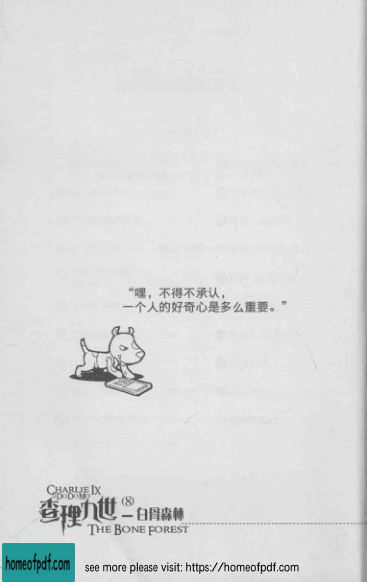 “嘿，不得不承认，
一个人的好奇心是多么重要。”
CHARLIE IX
&DODOMO
查理九世 ⑧ 白骨森林
THE BONE FOREST
homeofpdf.com
see more please visit: https://homeofpdf.com